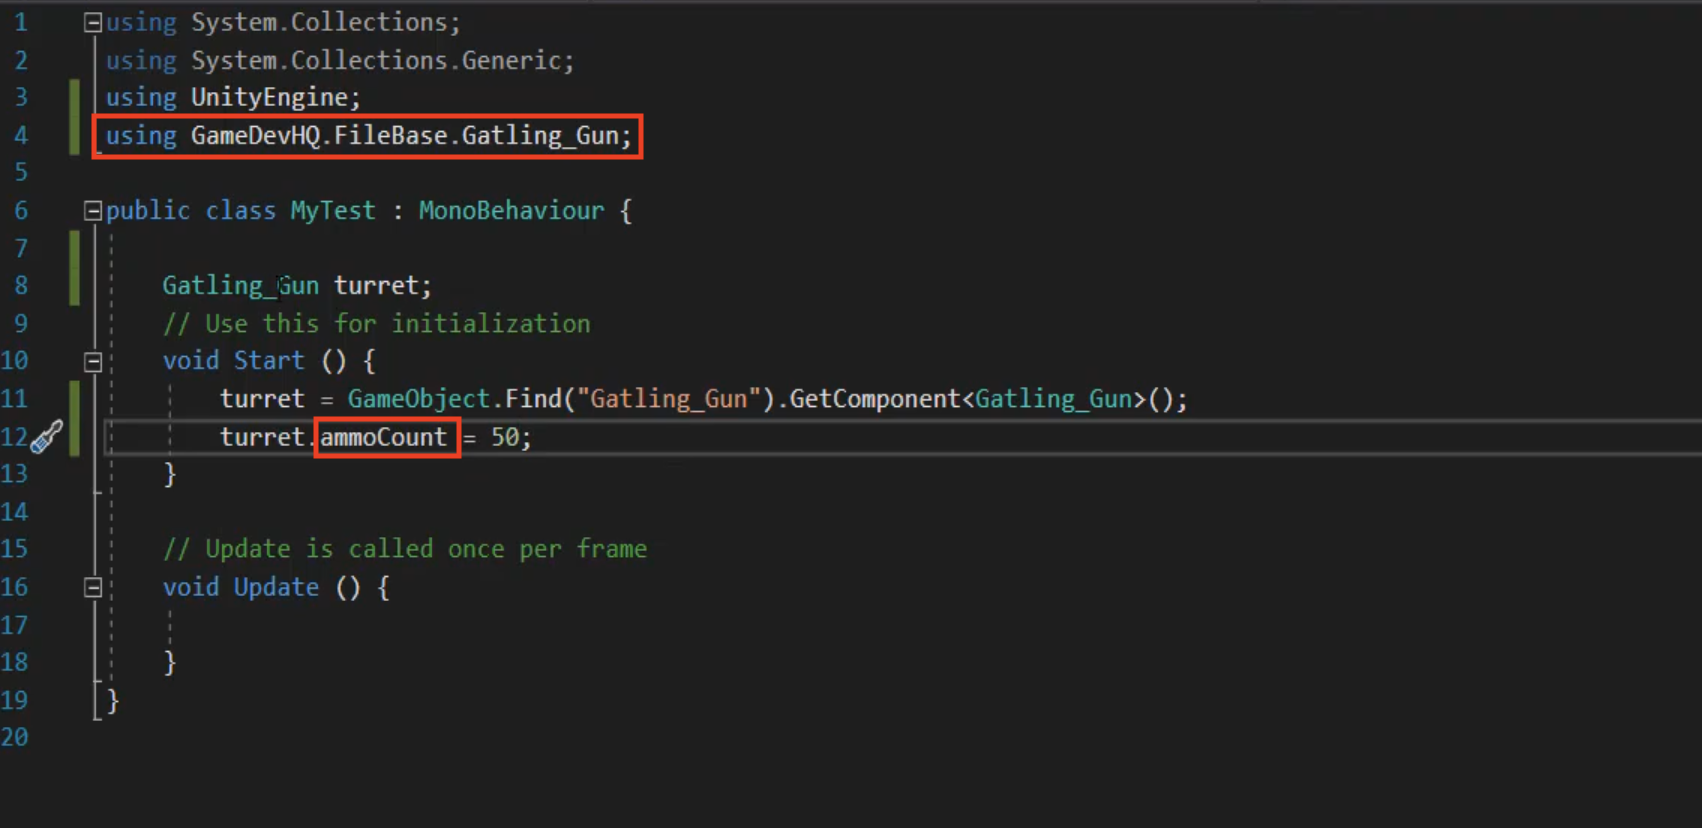 1 using System.Collections;
2 using System.Collections.Generic;
3 using UnityEngine;
4 using GameDevHQ.FileBase.Gatling_Gun;
5
6 public class MyTest : MonoBehaviour {
7
8 Gatling_Gun turret;
9 // Use this for initialization
10 void Start () {
11 turret = GameObject.Find("Gatling_Gun").GetComponent<Gatling_Gun>();
12 turret.ammoCount = 50;
13 }
14
15 // Update is called once per frame
16 void Update () {
17
18 }
19 }
20